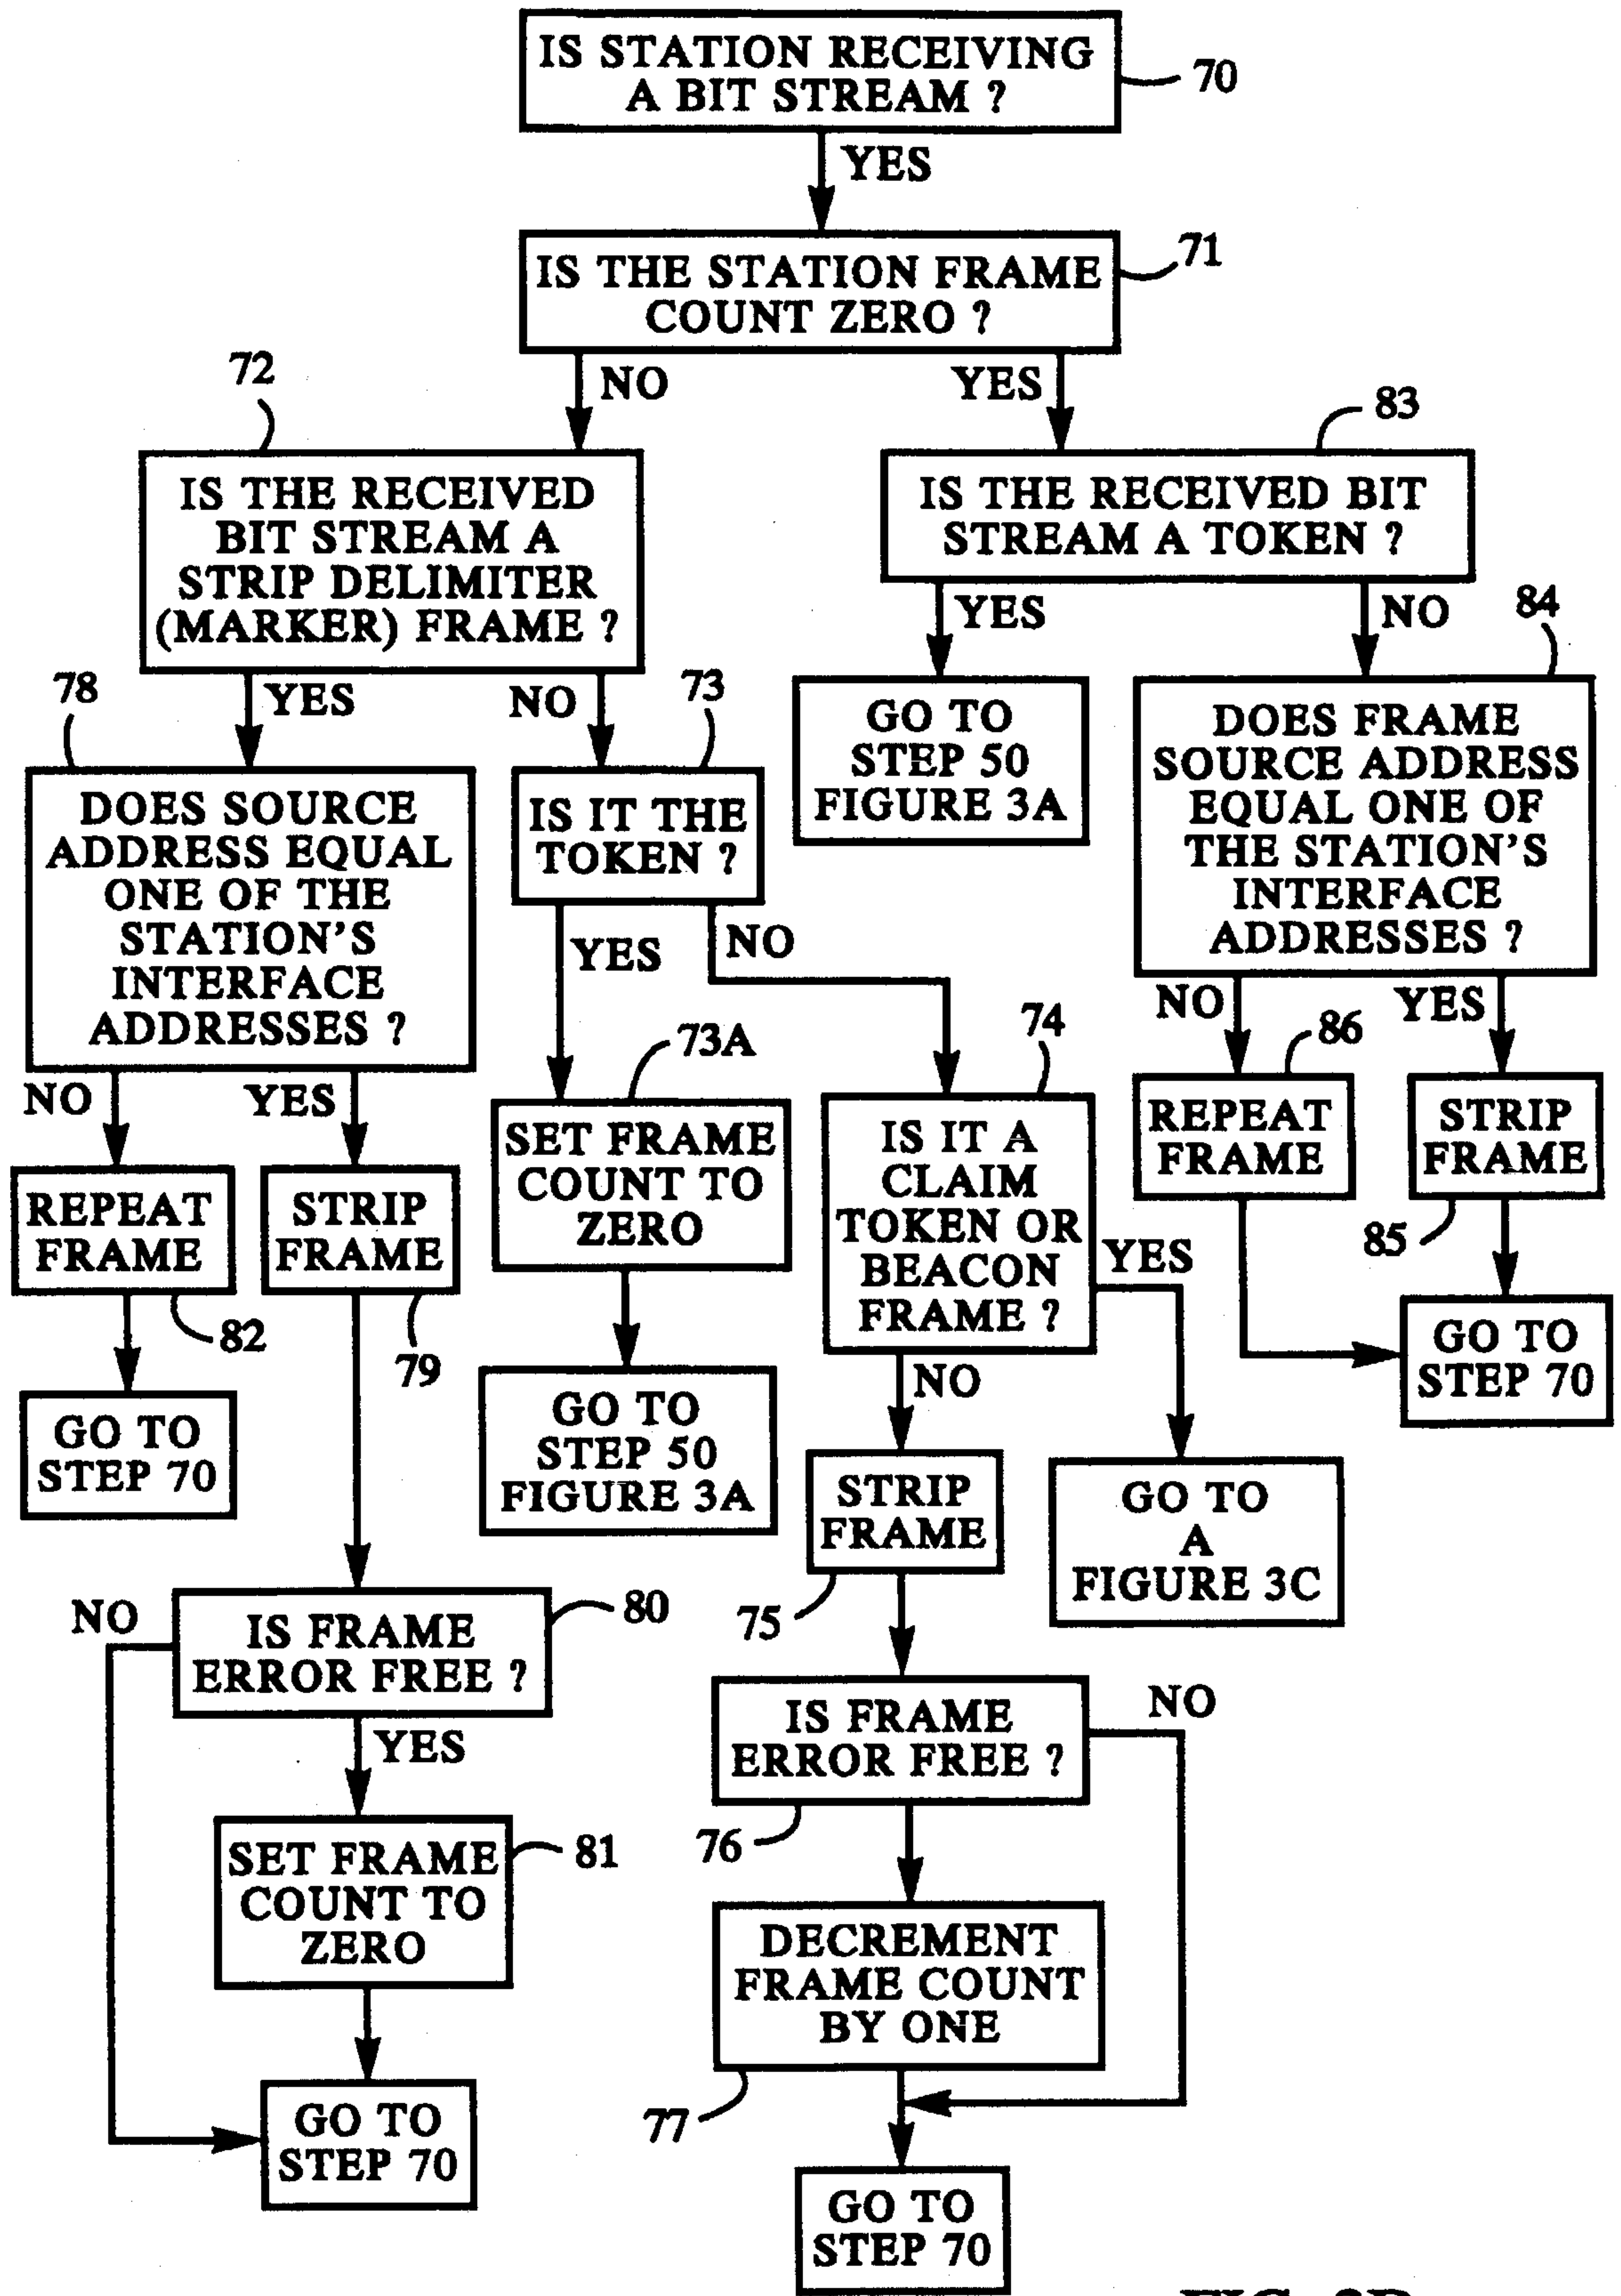 IS STATION RECEIVING
A BIT STREAM ?
70
YES
IS THE STATION FRAME
COUNT ZERO ?
71
NO
YES
72
IS THE RECEIVED
BIT STREAM A
STRIP DELIMITER
(MARKER) FRAME ?
83
IS THE RECEIVED BIT
STREAM A TOKEN ?
YES
NO
YES
NO
78
DOES SOURCE
ADDRESS EQUAL
ONE OF THE
STATION'S
INTERFACE
ADDRESSES ?
73
IS IT THE
TOKEN ?
GO TO
STEP 50
FIGURE 3A
84
DOES FRAME
SOURCE ADDRESS
EQUAL ONE OF
THE STATION'S
INTERFACE
ADDRESSES ?
NO
YES
YES
NO
NO
YES
REPEAT
FRAME
82
STRIP
FRAME
79
73A
SET FRAME
COUNT TO
ZERO
74
IS IT A
CLAIM
TOKEN OR
BEACON
FRAME ?
YES
86
REPEAT
FRAME
STRIP
FRAME
85
GO TO
STEP 70
GO TO
STEP 50
FIGURE 3A
NO
GO TO
STEP 70
STRIP
FRAME
75
GO TO
A
FIGURE 3C
NO
IS FRAME
ERROR FREE ?
80
YES
IS FRAME
ERROR FREE ?
76
NO
SET FRAME
COUNT TO
ZERO
81
DECREMENT
FRAME COUNT
BY ONE
77
GO TO
STEP 70
GO TO
STEP 70